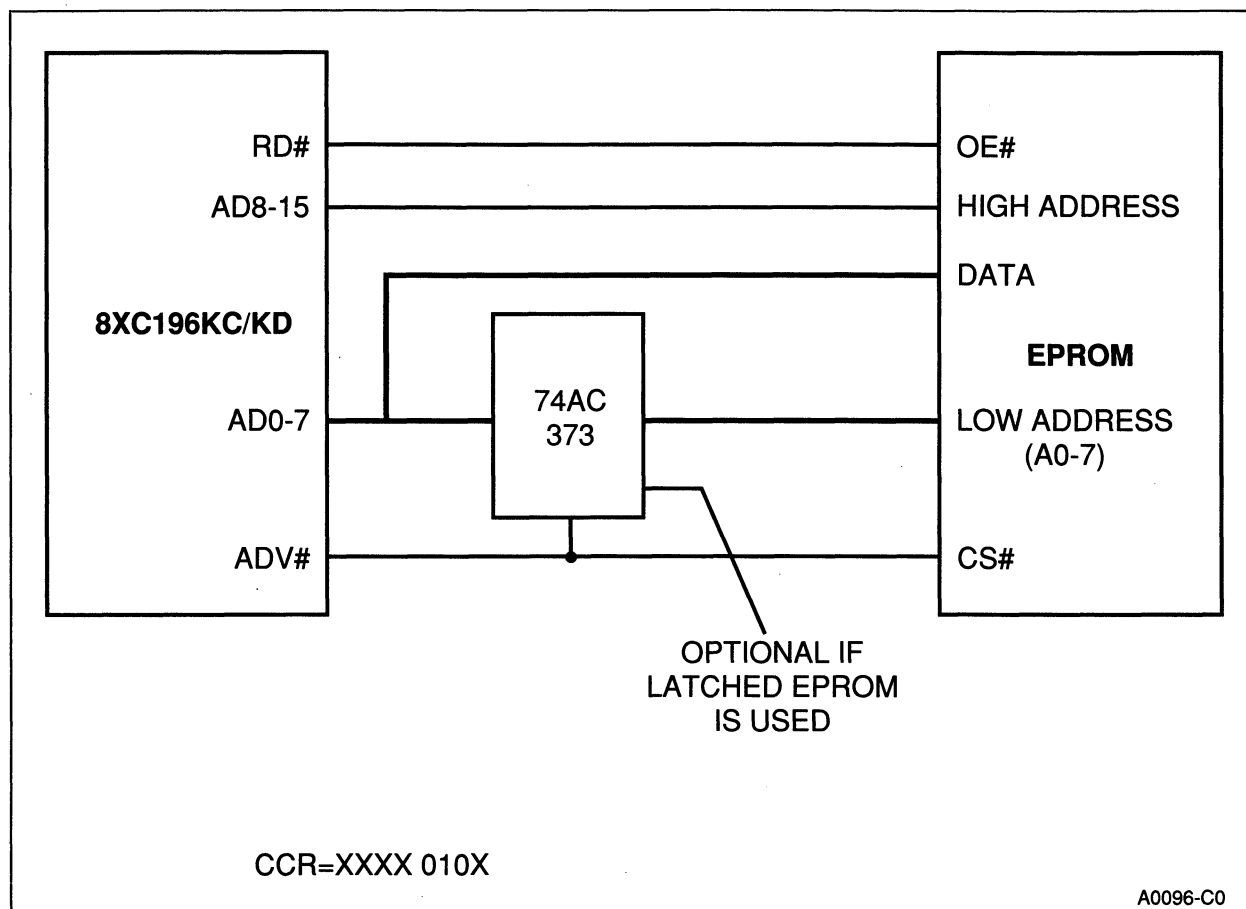 RD#
AD8-15
8XC196KC/KD
AD0-7
ADV#
74AC
373
OE#
HIGH ADDRESS
DATA
EPROM
LOW ADDRESS
(A0-7)
CS#
OPTIONAL IF
LATCHED EPROM
IS USED
CCR=XXXX 010X
A0096-C0